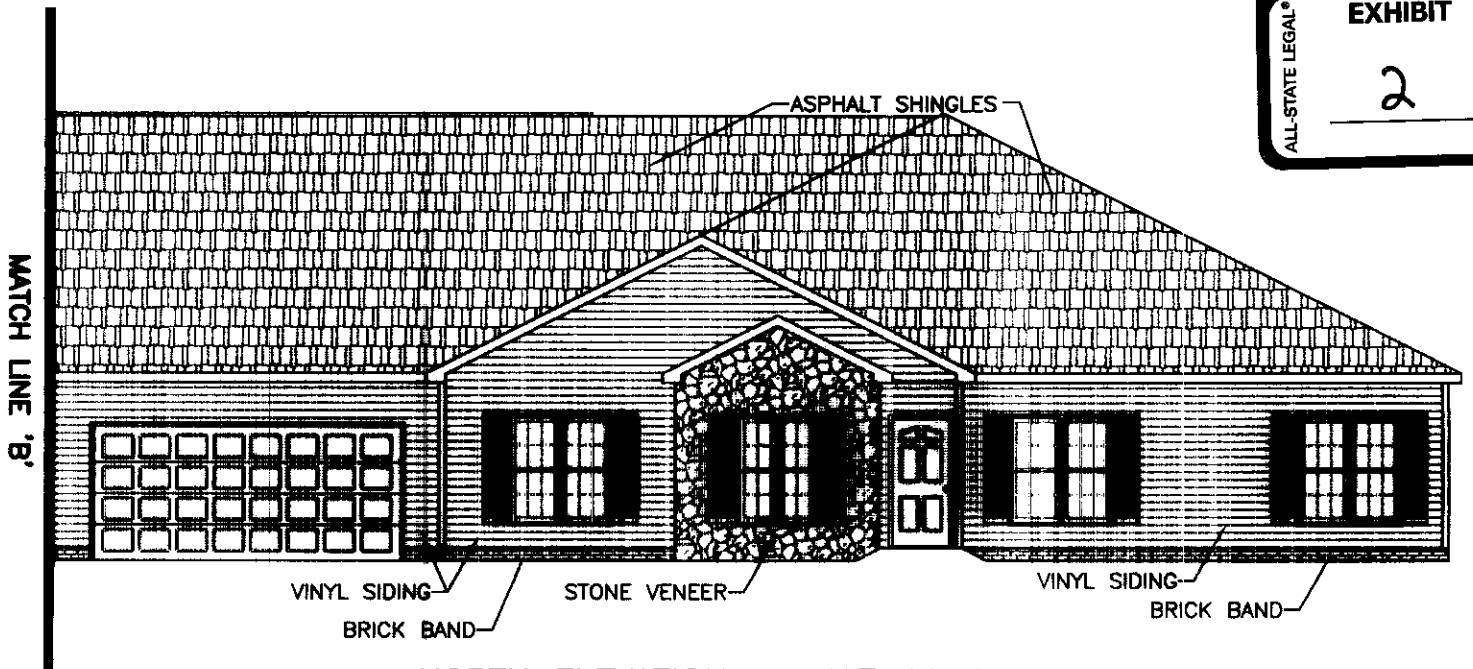 ALL-STATE LEGAL®
EXHIBIT
2
ASPHALT SHINGLES
MATCH LINE 'B'
VINYL SIDING
STONE VENEER
VINYL SIDING
BRICK BAND
BRICK BAND